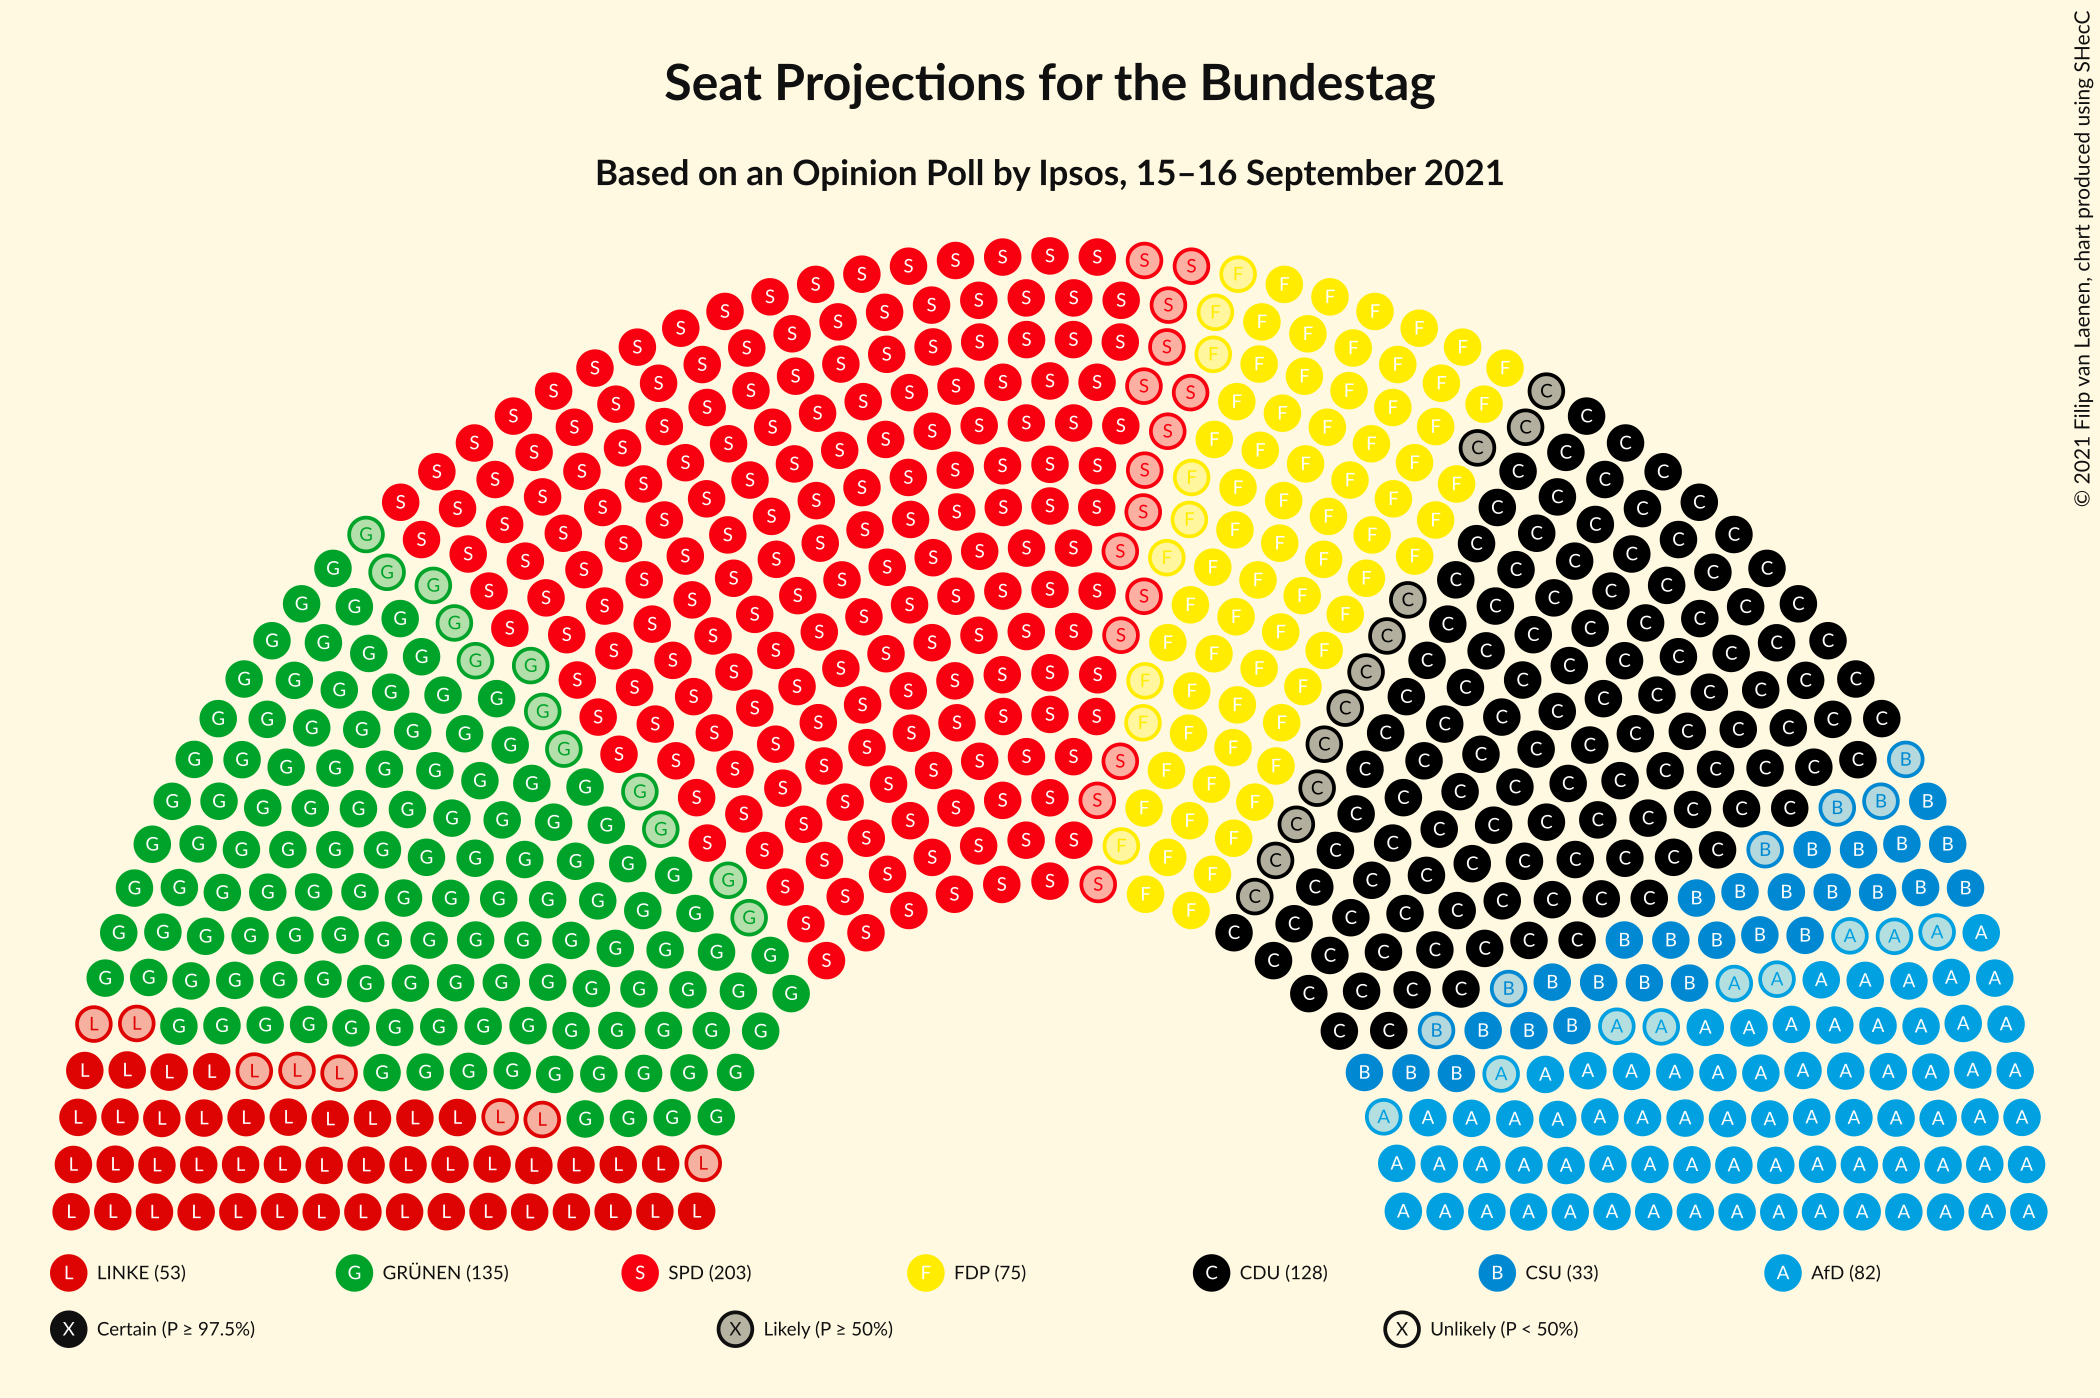 Seat Projections for the Bundestag
Based on an Opinion Poll by Ipsos, 15–16 September 2021
© 2021 Filip van Laenen, chart produced using SHecC
L LINKE (53) G GRÜNEN (135) S SPD (203) F FDP (75) C CDU (128) B CSU (33) A AfD (82)
X Certain (P ≥ 97.5%) X Likely (P ≥ 50%) X Unlikely (P < 50%)